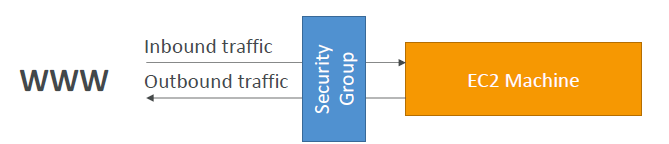 Inbound traffic
WWW
Outbound traffic
Security
Group
EC2 Machine